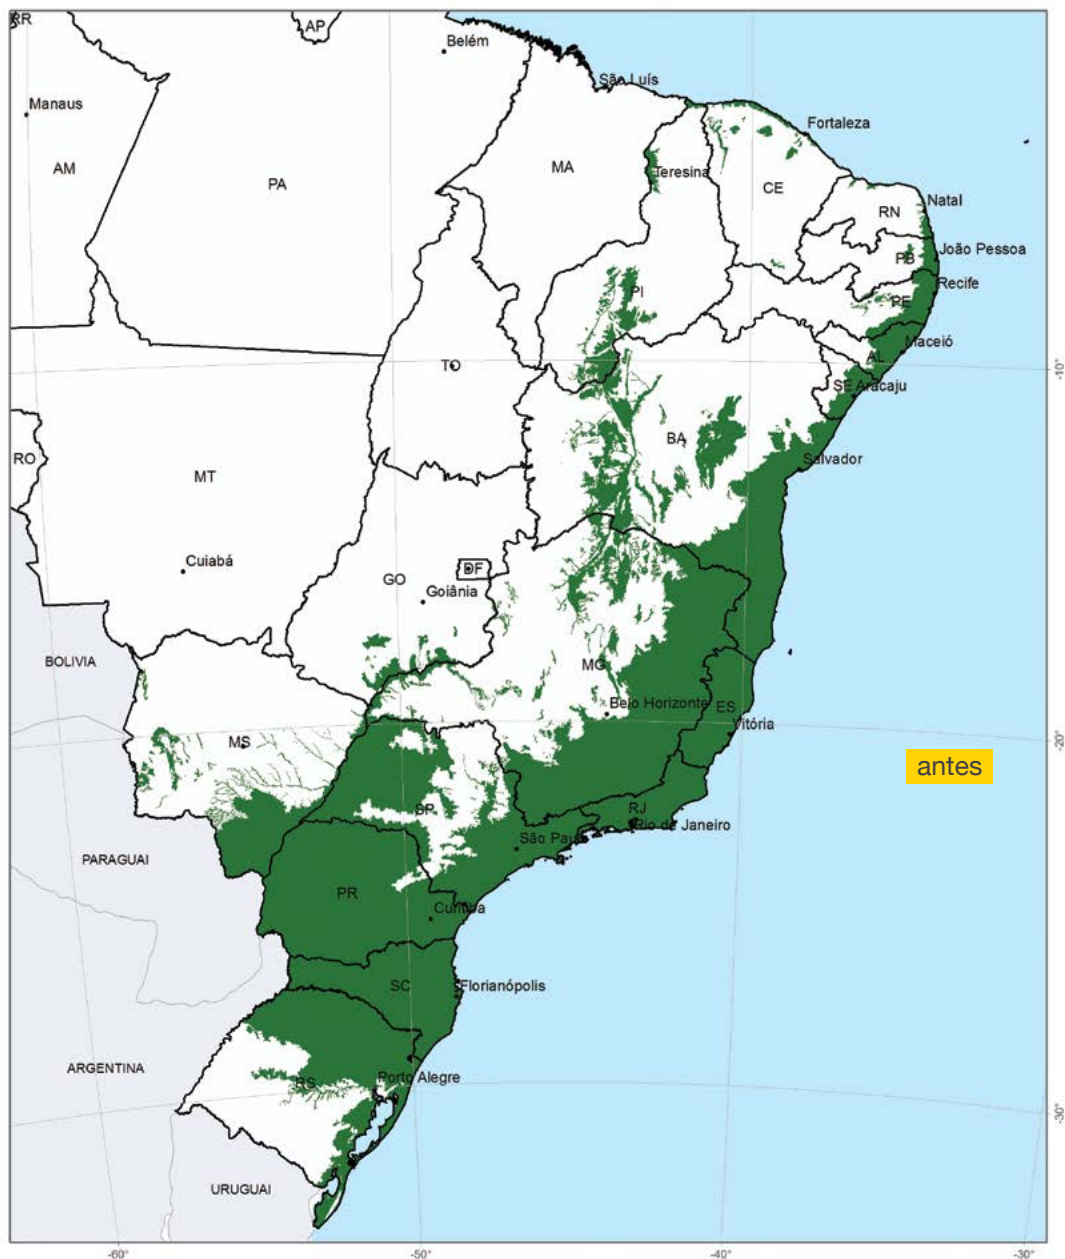 RR
AP
Belém
São Luís
Manaus
Fortaleza
AM
PA
MA
Teresina
CE
RN
Natal
PB
João Pessoa
PI
PE
Recife
TO
AL
Maceió
-10°
SE
Aracaju
BA
RO
MT
Salvador
Cuiabá
DF
GO
Goiânia
BOLIVIA
MG
Belo Horizonte
ES
Vitória
MS
-20°
antes
SP
RJ
Rio de Janeiro
São Paulo
PARAGUAI
PR
Curitiba
SC
Florianópolis
ARGENTINA
RS
Porto Alegre
-30°
URUGUAI
-60°
-50°
-40°
-30°